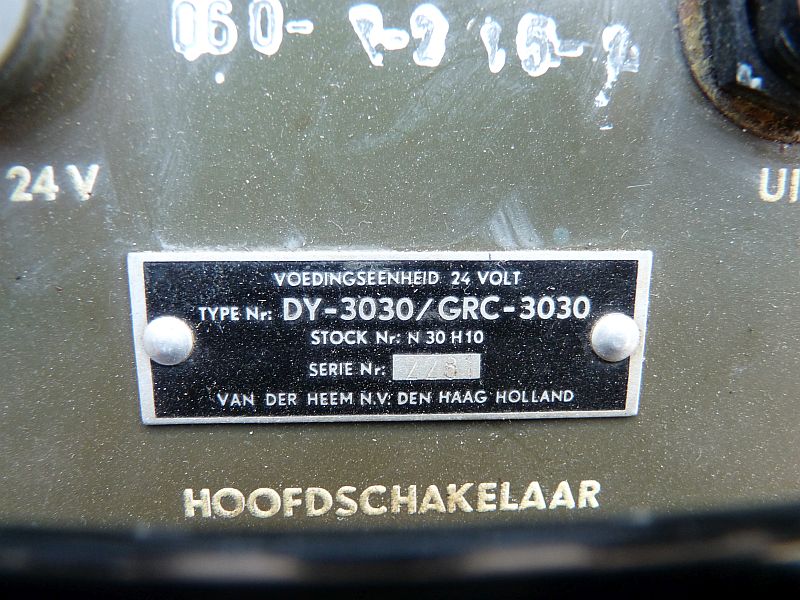 24 V
VOEDINGSEENHEID 24 VOLT
TYPE Nr: DY-3030/GRC-3030
STOCK Nr: N 30 H10
SERIE Nr: 2281
VAN DER HEEM N.V. DEN HAAG HOLLAND
HOOFDSCHAKELAAR